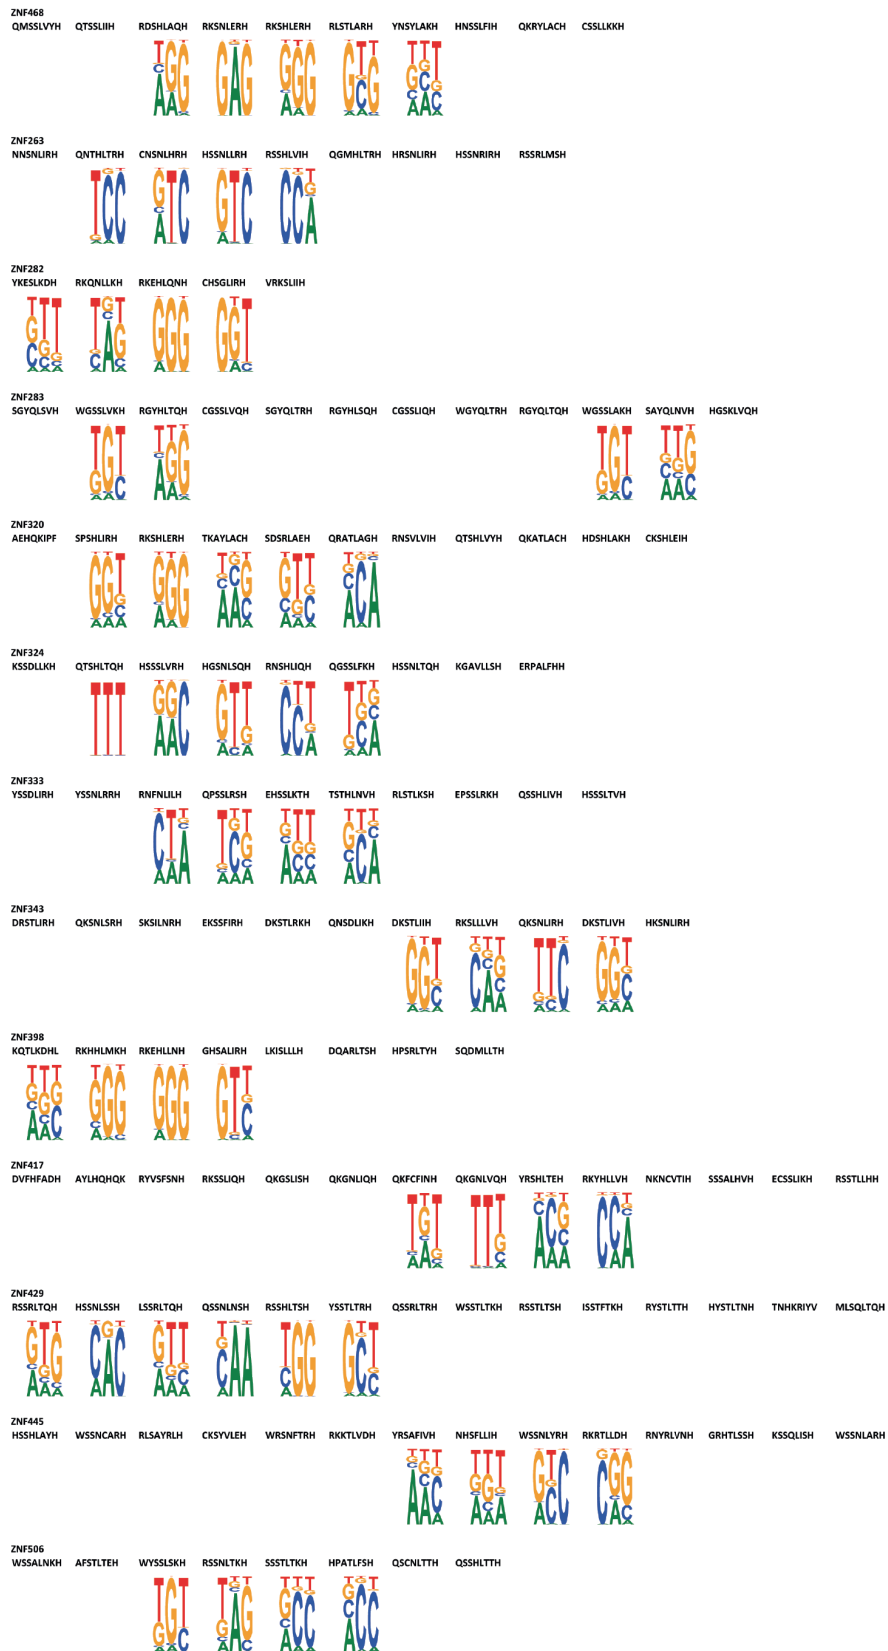 ZNF468
QMSSLVYH QTSSLIIH RDSHLAQH RKSNLERH RKSHLERH RLSTLARH YNSYLAKH HNSSLFIH QKRYLACH CSSLLKKH
ZNF263
NNSNLIRH QNTHLTRH CNSNLHRH HSSNLLRH RSSHLVIH QGMHLTRH HRSNLIRH HSSNRIRH RSSRLMSH
ZNF282
YKESLKDH RKQNLLKH RKEHLQNH CHSGLIRH VRKSLIIH
ZNF283
SGYQLSVH WGSSLVKH RGYHLTQH CGSSLVQH SGYQLTRH RGYHLSQH CGSSLIQH WGYQLTRH RGYQLTQH WGSSLAKH SAYQLNVH HGSKLVQH
ZNF320
AEHQKIPF SPSHLIRH RKSHLERH TKAYLACH SDSRLAEH QRATLAGH RNSVLVIH QTSHLVYH QKATLACH HDSHLAKH CKSHLEIH
ZNF324
KSSDLLKH QTSHLTQH HSSSLVRH HGSNLSQH RNSHLIQH QGSSLFKH HSSNLTQH KGAVLLSH ERPALFHH
ZNF333
YSSDLIRH YSSNLRRH RNFNLILH QPSSLRSH EHSSLKTH TSTHLNVH RLSTLKSH EPSSLRKH QSSHLIVH HSSSLTVH
ZNF343
DRSTLIRH QKSNLSRH SKSILNRH EKSSFIRH DKSTLRKH QNSDLIKH DKSTLIIH RKSLLLVH QKSNLIRH DKSTLIVH HKSNLIRH
ZNF398
KQTLKDHL RKHHLMKH RKEHLLNH GHSALIRH LKISLLLH DQARLTSH HPSRLTYH SQDMLLTH
ZNF417
DVFHFADH AYLHQHQK RYVSFSNH RKSSLIQH QKGSLISH QKGNLIQH QKFCFINH QKGNLVQH YRSHLTEH RKYHLLVH NKNCVTIH SSSALHVH ECSSLIKH RSSTLLHH
ZNF429
RSSRLTQH HSSNLSSH LSSRLTQH QSSNLNSH RSSHLTSH YSSTLTRH QSSRLTRH WSSTLTKH RSSTLTSH ISSTFTKH RYSTLTTH HYSTLTNH TNHKRIYV MLSQLTQH
ZNF445
HSSHLAYH WSSNCARH RLSAYRLH CKSYVLEH WRSNFTRH RKKTLVDH YRSAFIVH NHSFLLIH WSSNLYRH RKRTLLDH RNYRLVNH GRHTLSSH KSSQLISH WSSNLARH
ZNF506
WSSALNKH AFSTLTEH WYSSLSKH RSSNLTKH SSSTLTKH HPATLFSH QSCNLTTH QSSHLTTH